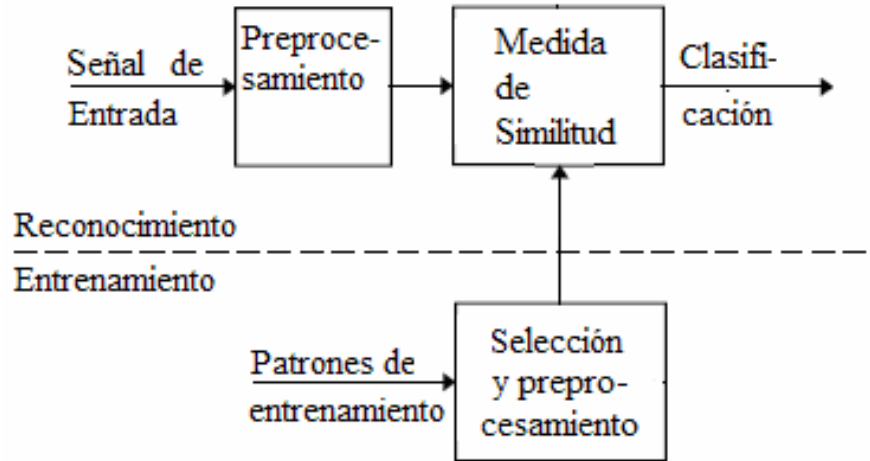 Señal de
Entrada
Preproce-
samiento
Medida
de
Similitud
Clasifi-
cación
Reconocimiento
Entrenamiento
Patrones de
entrenamiento
Selección
y prepro-
cesamiento